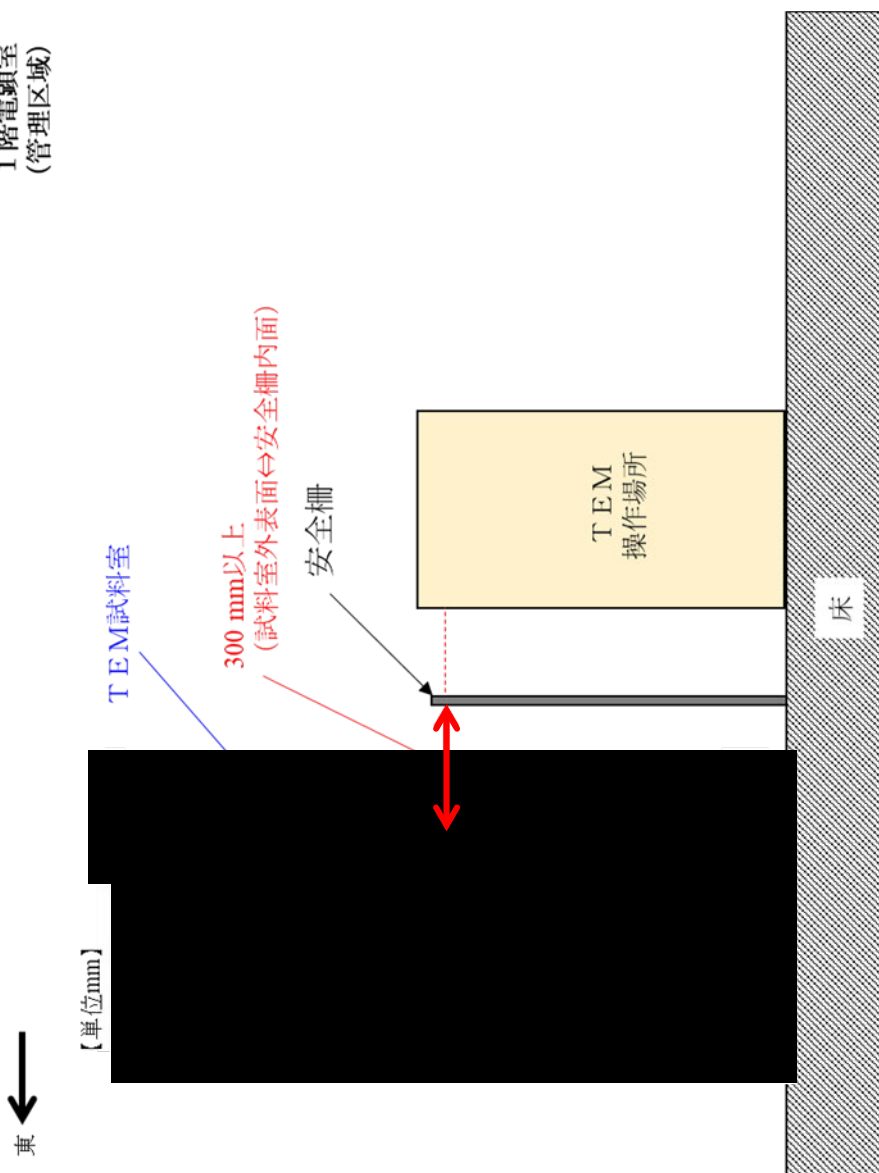 1階電顕室
(管理区域)
東
【単位mm】
ＴＥＭ試料室
300 mm以上
(試料室外表面⇔安全柵内面)
安全柵
ＴＥＭ
操作場所
床